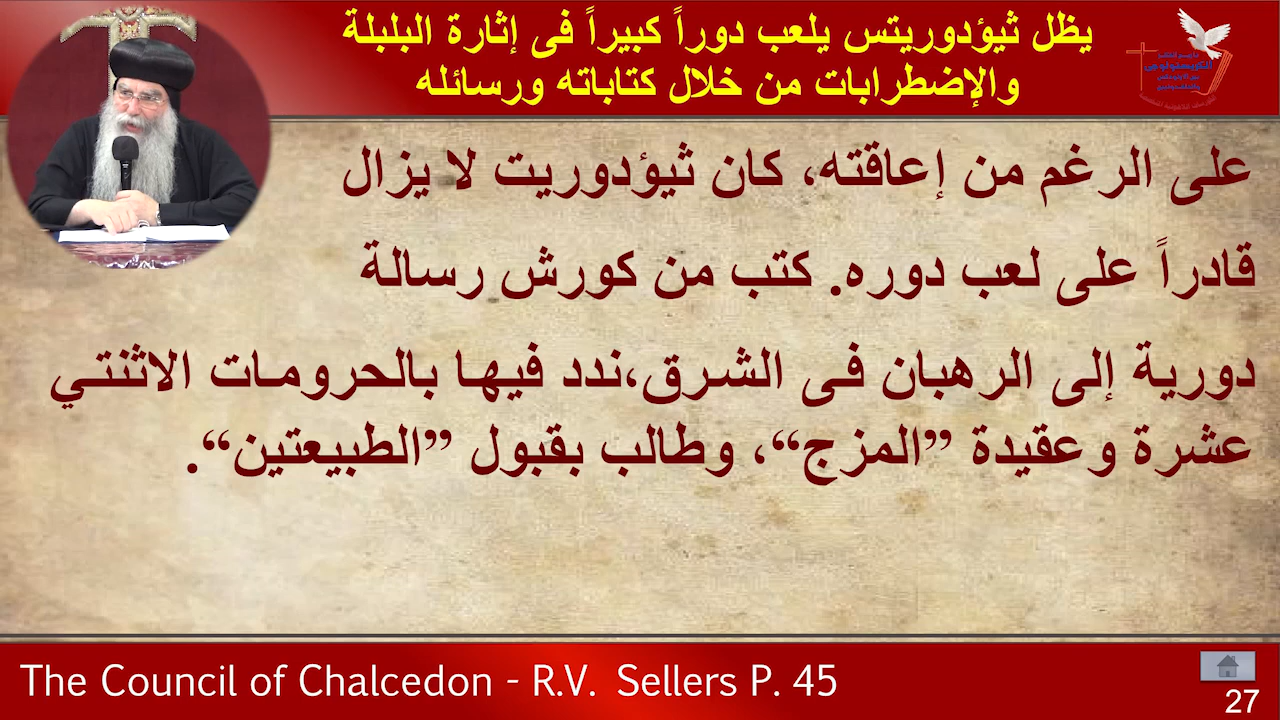 يظل ثيؤدوريتس يلعب دوراً كبيراً فى إثارة البلبلة
والإضطرابات من خلال كتاباته ورسائله
على الرغم من إعاقته، كان ثيؤدوريت لا يزال
قادراً على لعب دوره. كتب من كورش رسالة
دورية إلى الرهبان فى الشرق،ندد فيها بالحرومات الاثنتي
عشرة وعقيدة ”المزج“، وطالب بقبول ”الطبيعتين“.
The Council of Chalcedon - R.V. Sellers P. 45
27